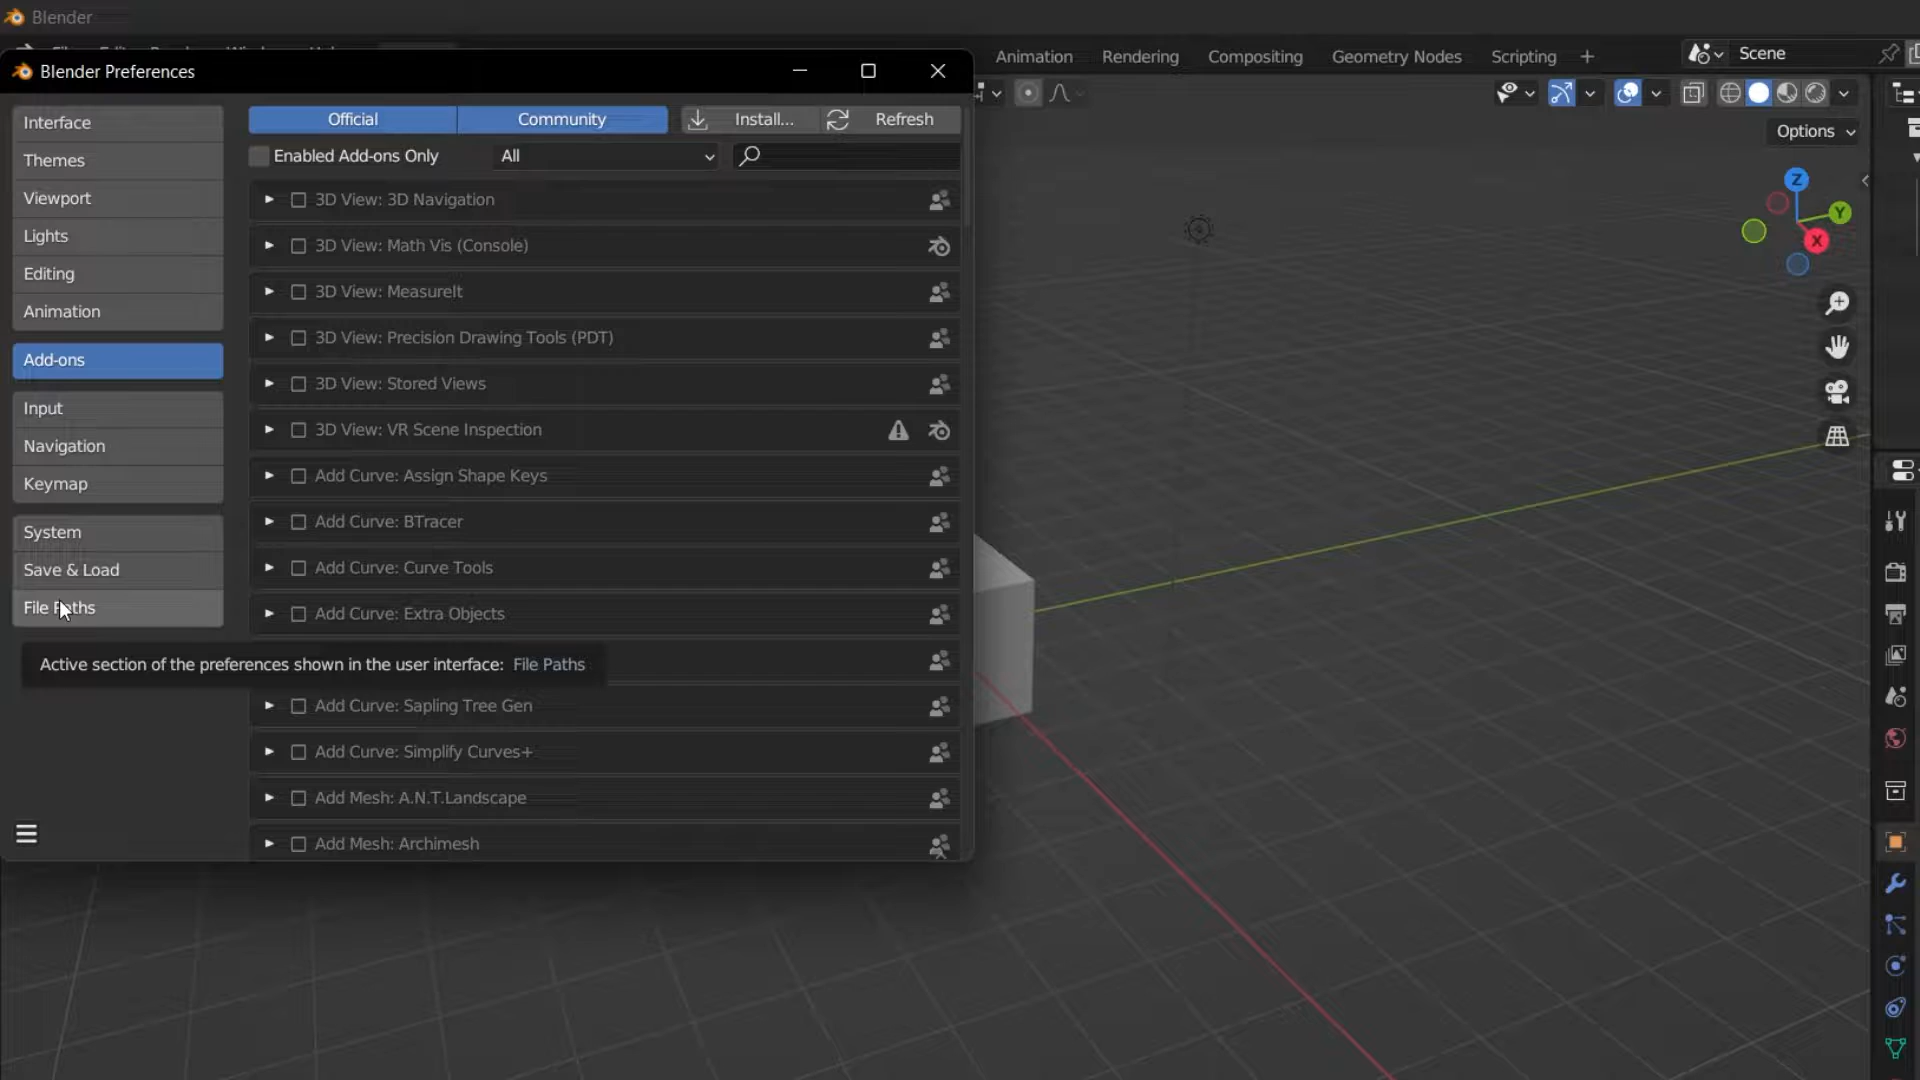 Blender
Blender Preferences
Animation
Rendering
Compositing
Geometry Nodes
Scripting
+
Scene
Options
Z
Y
X
Interface
Themes
Viewport
Lights
Editing
Animation
Add-ons
Input
Navigation
Keymap
System
Save & Load
File Paths
Official
Community
Install...
Refresh
Enabled Add-ons Only
All
3D View: 3D Navigation
3D View: Math Vis (Console)
3D View: MeasureIt
3D View: Precision Drawing Tools (PDT)
3D View: Stored Views
3D View: VR Scene Inspection
Add Curve: Assign Shape Keys
Add Curve: BTracer
Add Curve: Curve Tools
Add Curve: Extra Objects
Active section of the preferences shown in the user interface: File Paths
Add Curve: Sapling Tree Gen
Add Curve: Simplify Curves+
Add Mesh: A.N.T.Landscape
Add Mesh: Archimesh